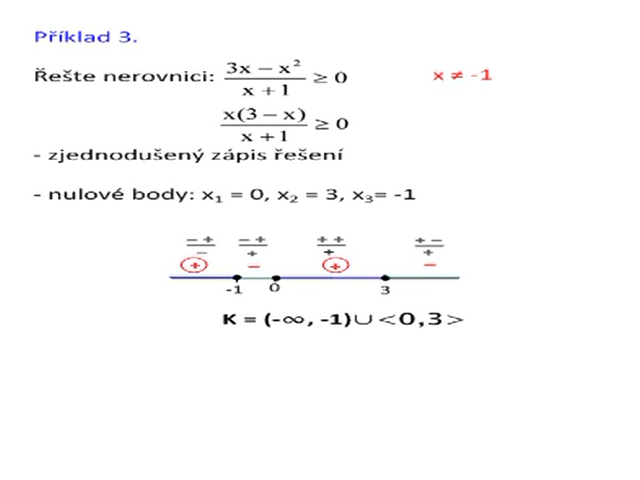 Příklad 3.
Řešte nerovnici: (3x − x²)/(x + 1) ≥ 0 x ≠ -1
x(3 − x)/(x + 1) ≥ 0
- zjednodušený zápis řešení
- nulové body: x₁ = 0, x₂ = 3, x₃= -1
− +/− − +/+ + +/+ + −/+
+ − + −
-1 0 3
K = (-∞, -1)∪<0,3>